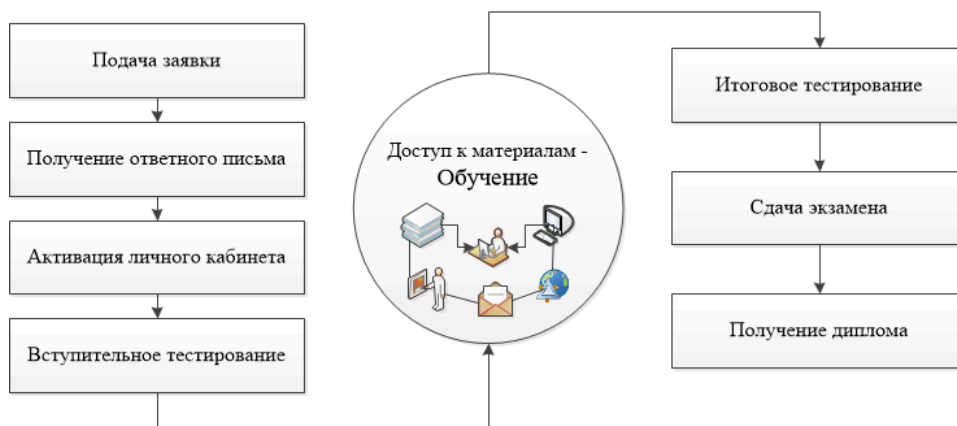 Подача заявки
Получение ответного письма
Активация личного кабинета
Вступительное тестирование
Доступ к материалам -
Обучение
Итоговое тестирование
Сдача экзамена
Получение диплома